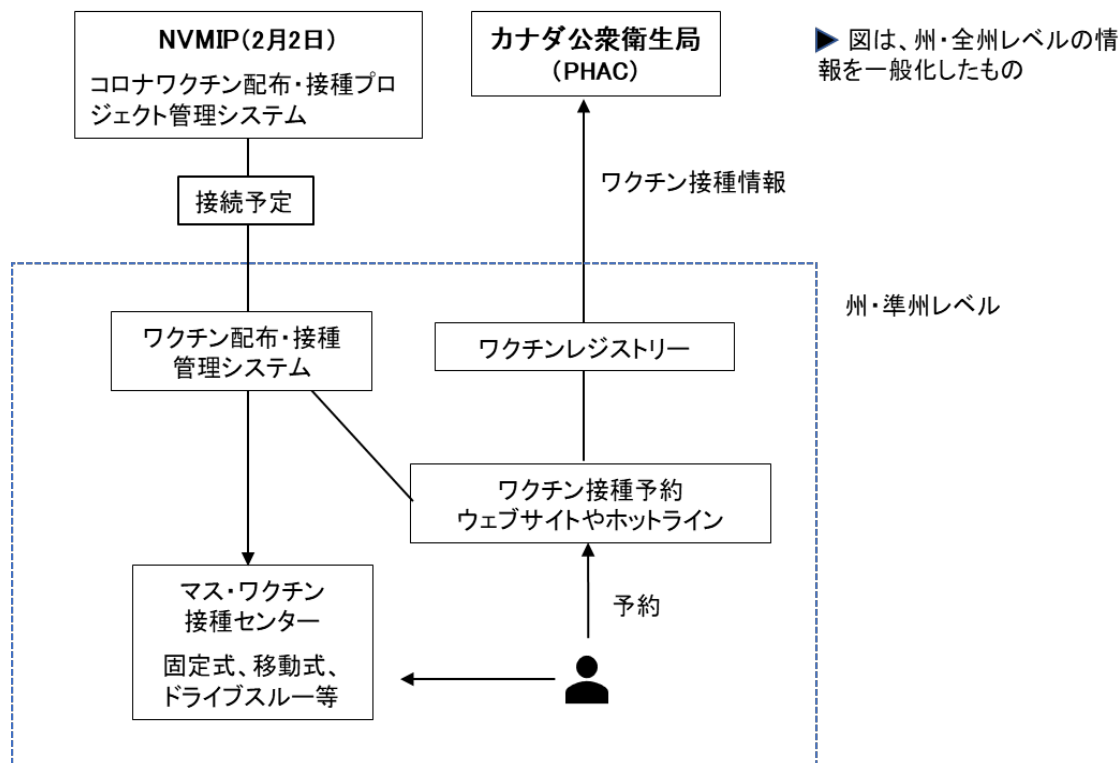 NVMIP(2月2日)
コロナワクチン配布・接種プロ
ジェクト管理システム
カナダ公衆衛生局
(PHAC)
▶ 図は、州・全州レベルの情
報を一般化したもの
接続予定
ワクチン接種情報
州・準州レベル
ワクチン配布・接種
管理システム
ワクチンレジストリー
ワクチン接種予約
ウェブサイトやホットライン
マス・ワクチン
接種センター
固定式、移動式、
ドライブスルー等
予約